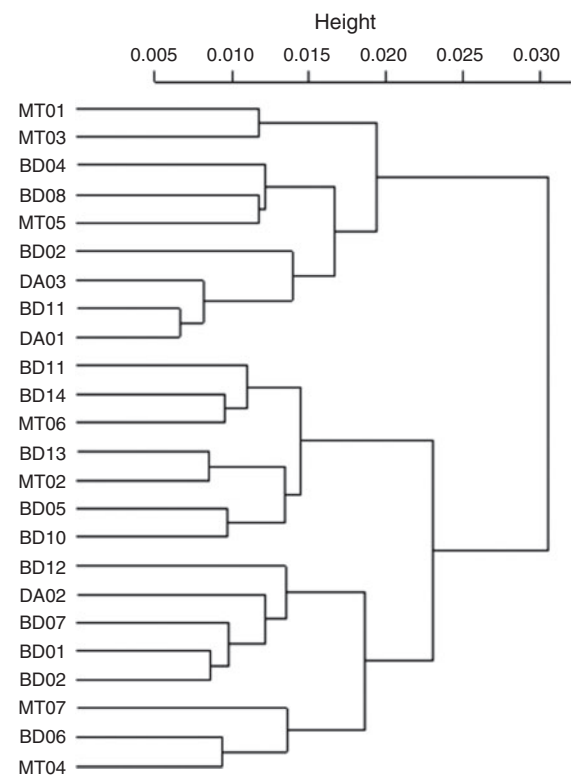 Height
0.005 0.010 0.015 0.020 0.025 0.030
MT01
MT03
BD04
BD08
MT05
BD02
DA03
BD11
DA01
BD11
BD14
MT06
BD13
MT02
BD05
BD10
BD12
DA02
BD07
BD01
BD02
MT07
BD06
MT04